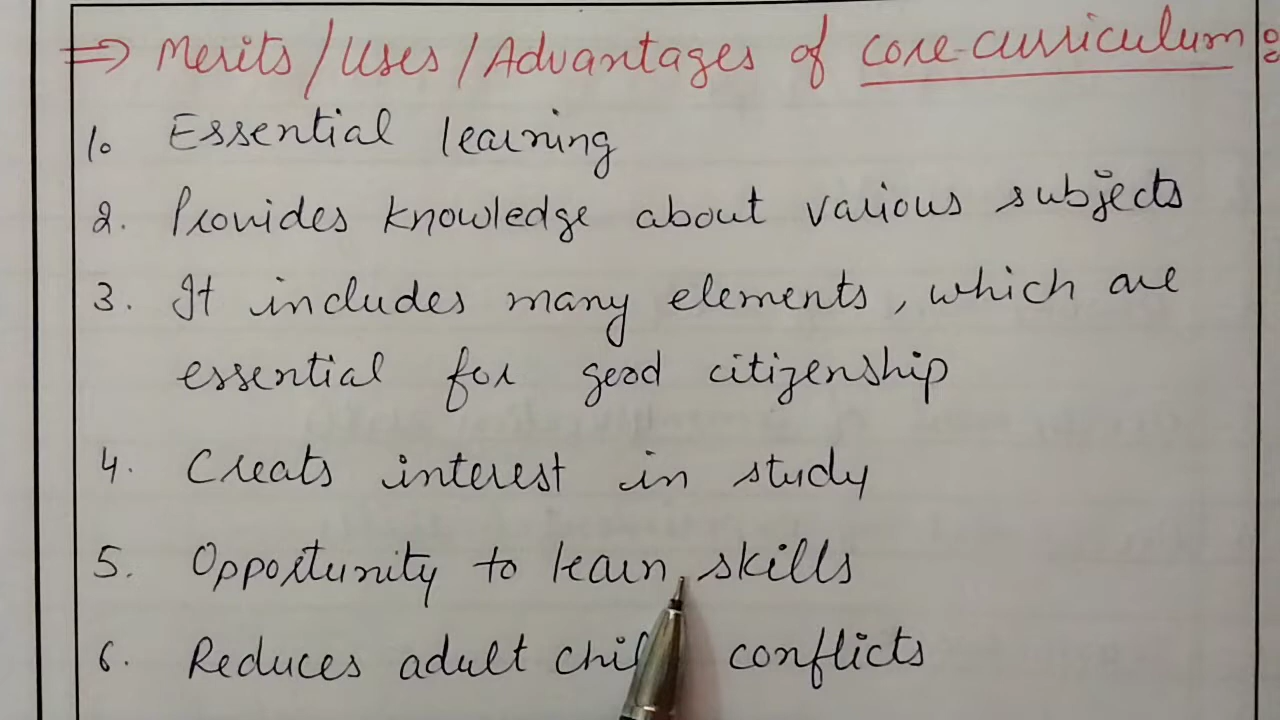 ⇒ Merits/Uses/Advantages of core-curriculum:
1. Essential learning
2. Provides knowledge about various subjects
3. It includes many elements, which are
essential for good citizenship
4. Creats interest in study
5. Opportunity to learn skills
6. Reduces adult conflicts